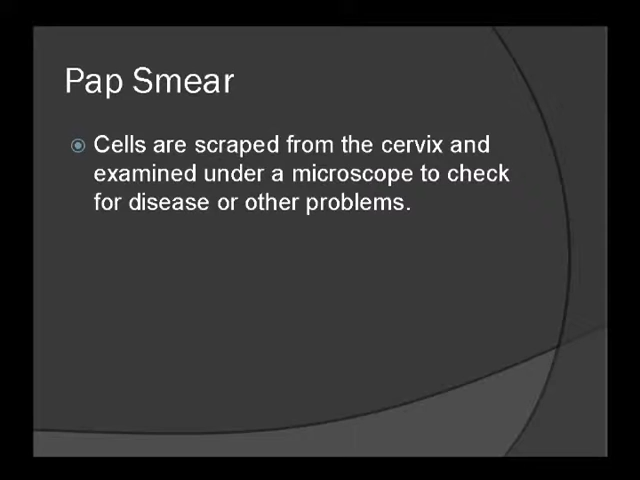 Pap Smear
Cells are scraped from the cervix and
examined under a microscope to check
for disease or other problems.